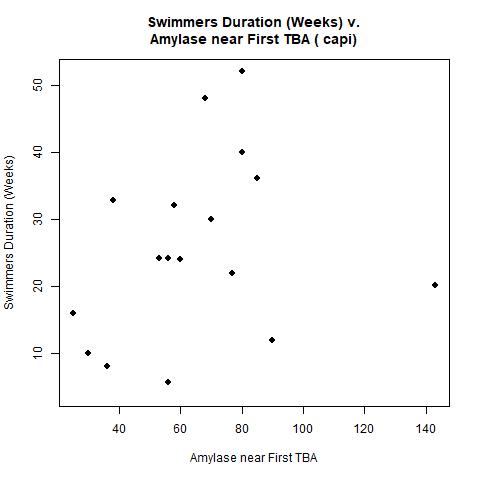 Swimmers Duration (Weeks) v.
Amylase near First TBA ( capi)
Swimmers Duration (Weeks)
50
40
30
20
10
40 60 80 100 120 140
Amylase near First TBA